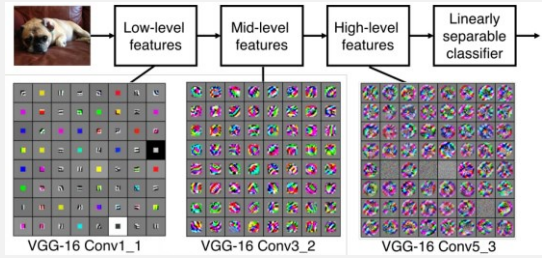 Low-level
features
Mid-level
features
High-level
features
Linearly
separable
classifier
VGG-16 Conv1_1
VGG-16 Conv3_2
VGG-16 Conv5_3